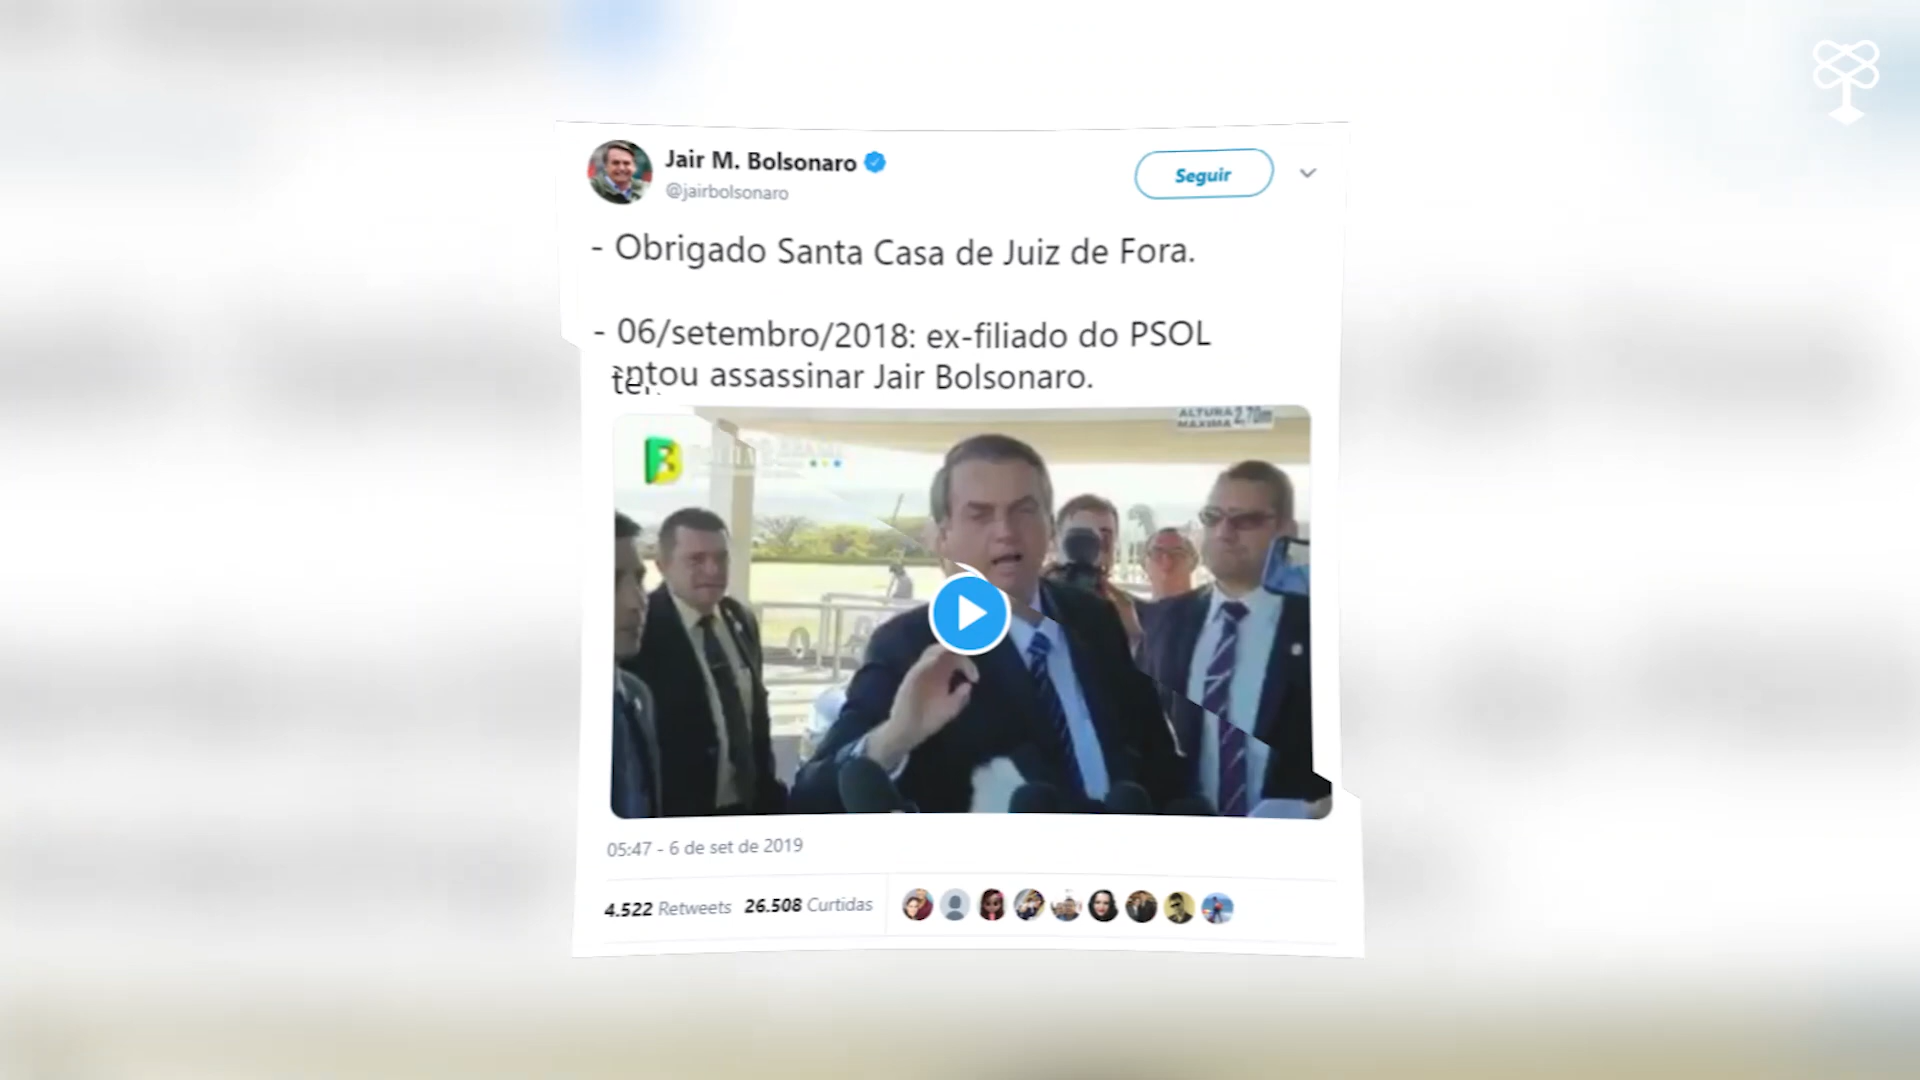 Jair M. Bolsonaro
@jairbolsonaro
Seguir
- Obrigado Santa Casa de Juiz de Fora.
- 06/setembro/2018: ex-filiado do PSOL
tentou assassinar Jair Bolsonaro.
ALTURA 2,70m
MÁXIMA
05:47 - 6 de set de 2019
4.522 Retweets 26.508 Curtidas